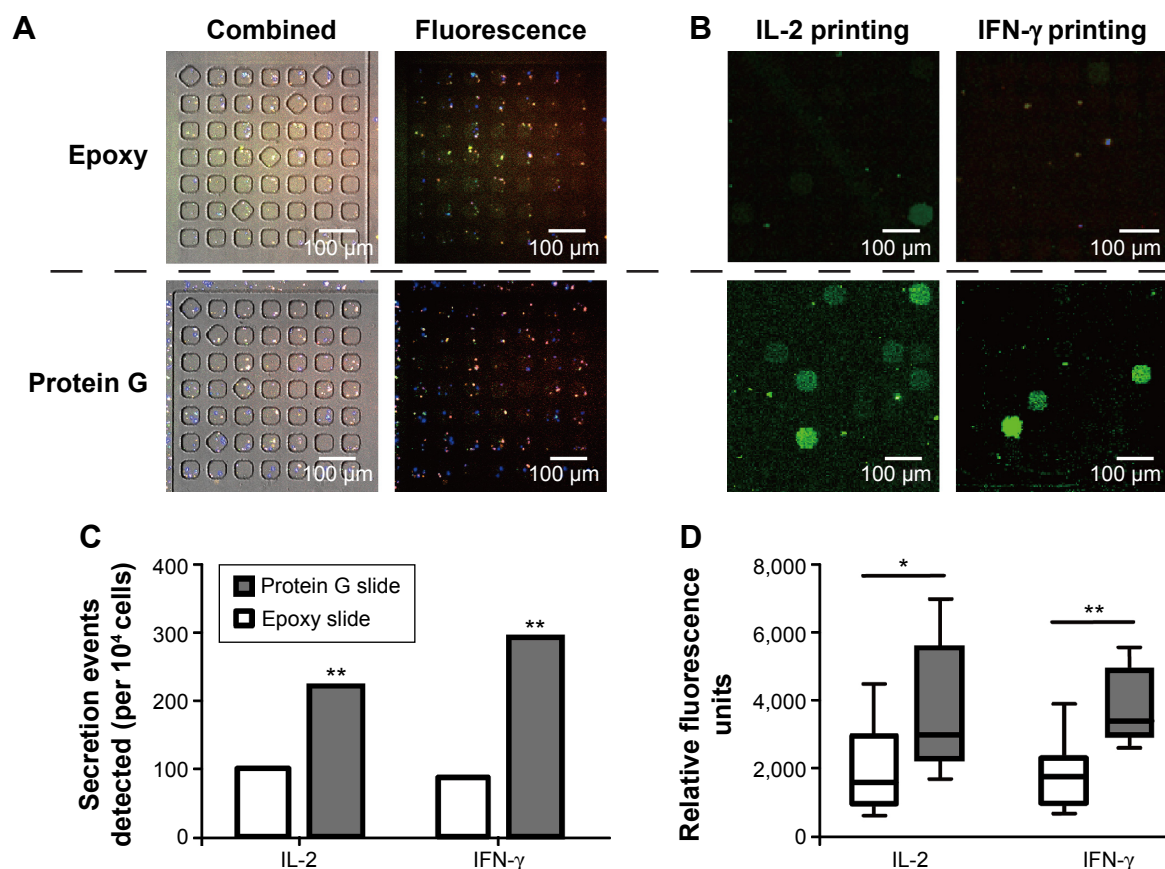 A
Combined
Fluorescence
B
IL-2 printing
IFN-γ printing
Epoxy
100 µm
100 µm
100 µm
100 µm
Protein G
100 µm
100 µm
100 µm
100 µm
C
Secretion events
detected (per 10⁴ cells)
400
300
200
100
0
Protein G slide
Epoxy slide
**
**
IL-2
IFN-γ
D
Relative fluorescence
units
8,000
6,000
4,000
2,000
0
*
**
IL-2
IFN-γ